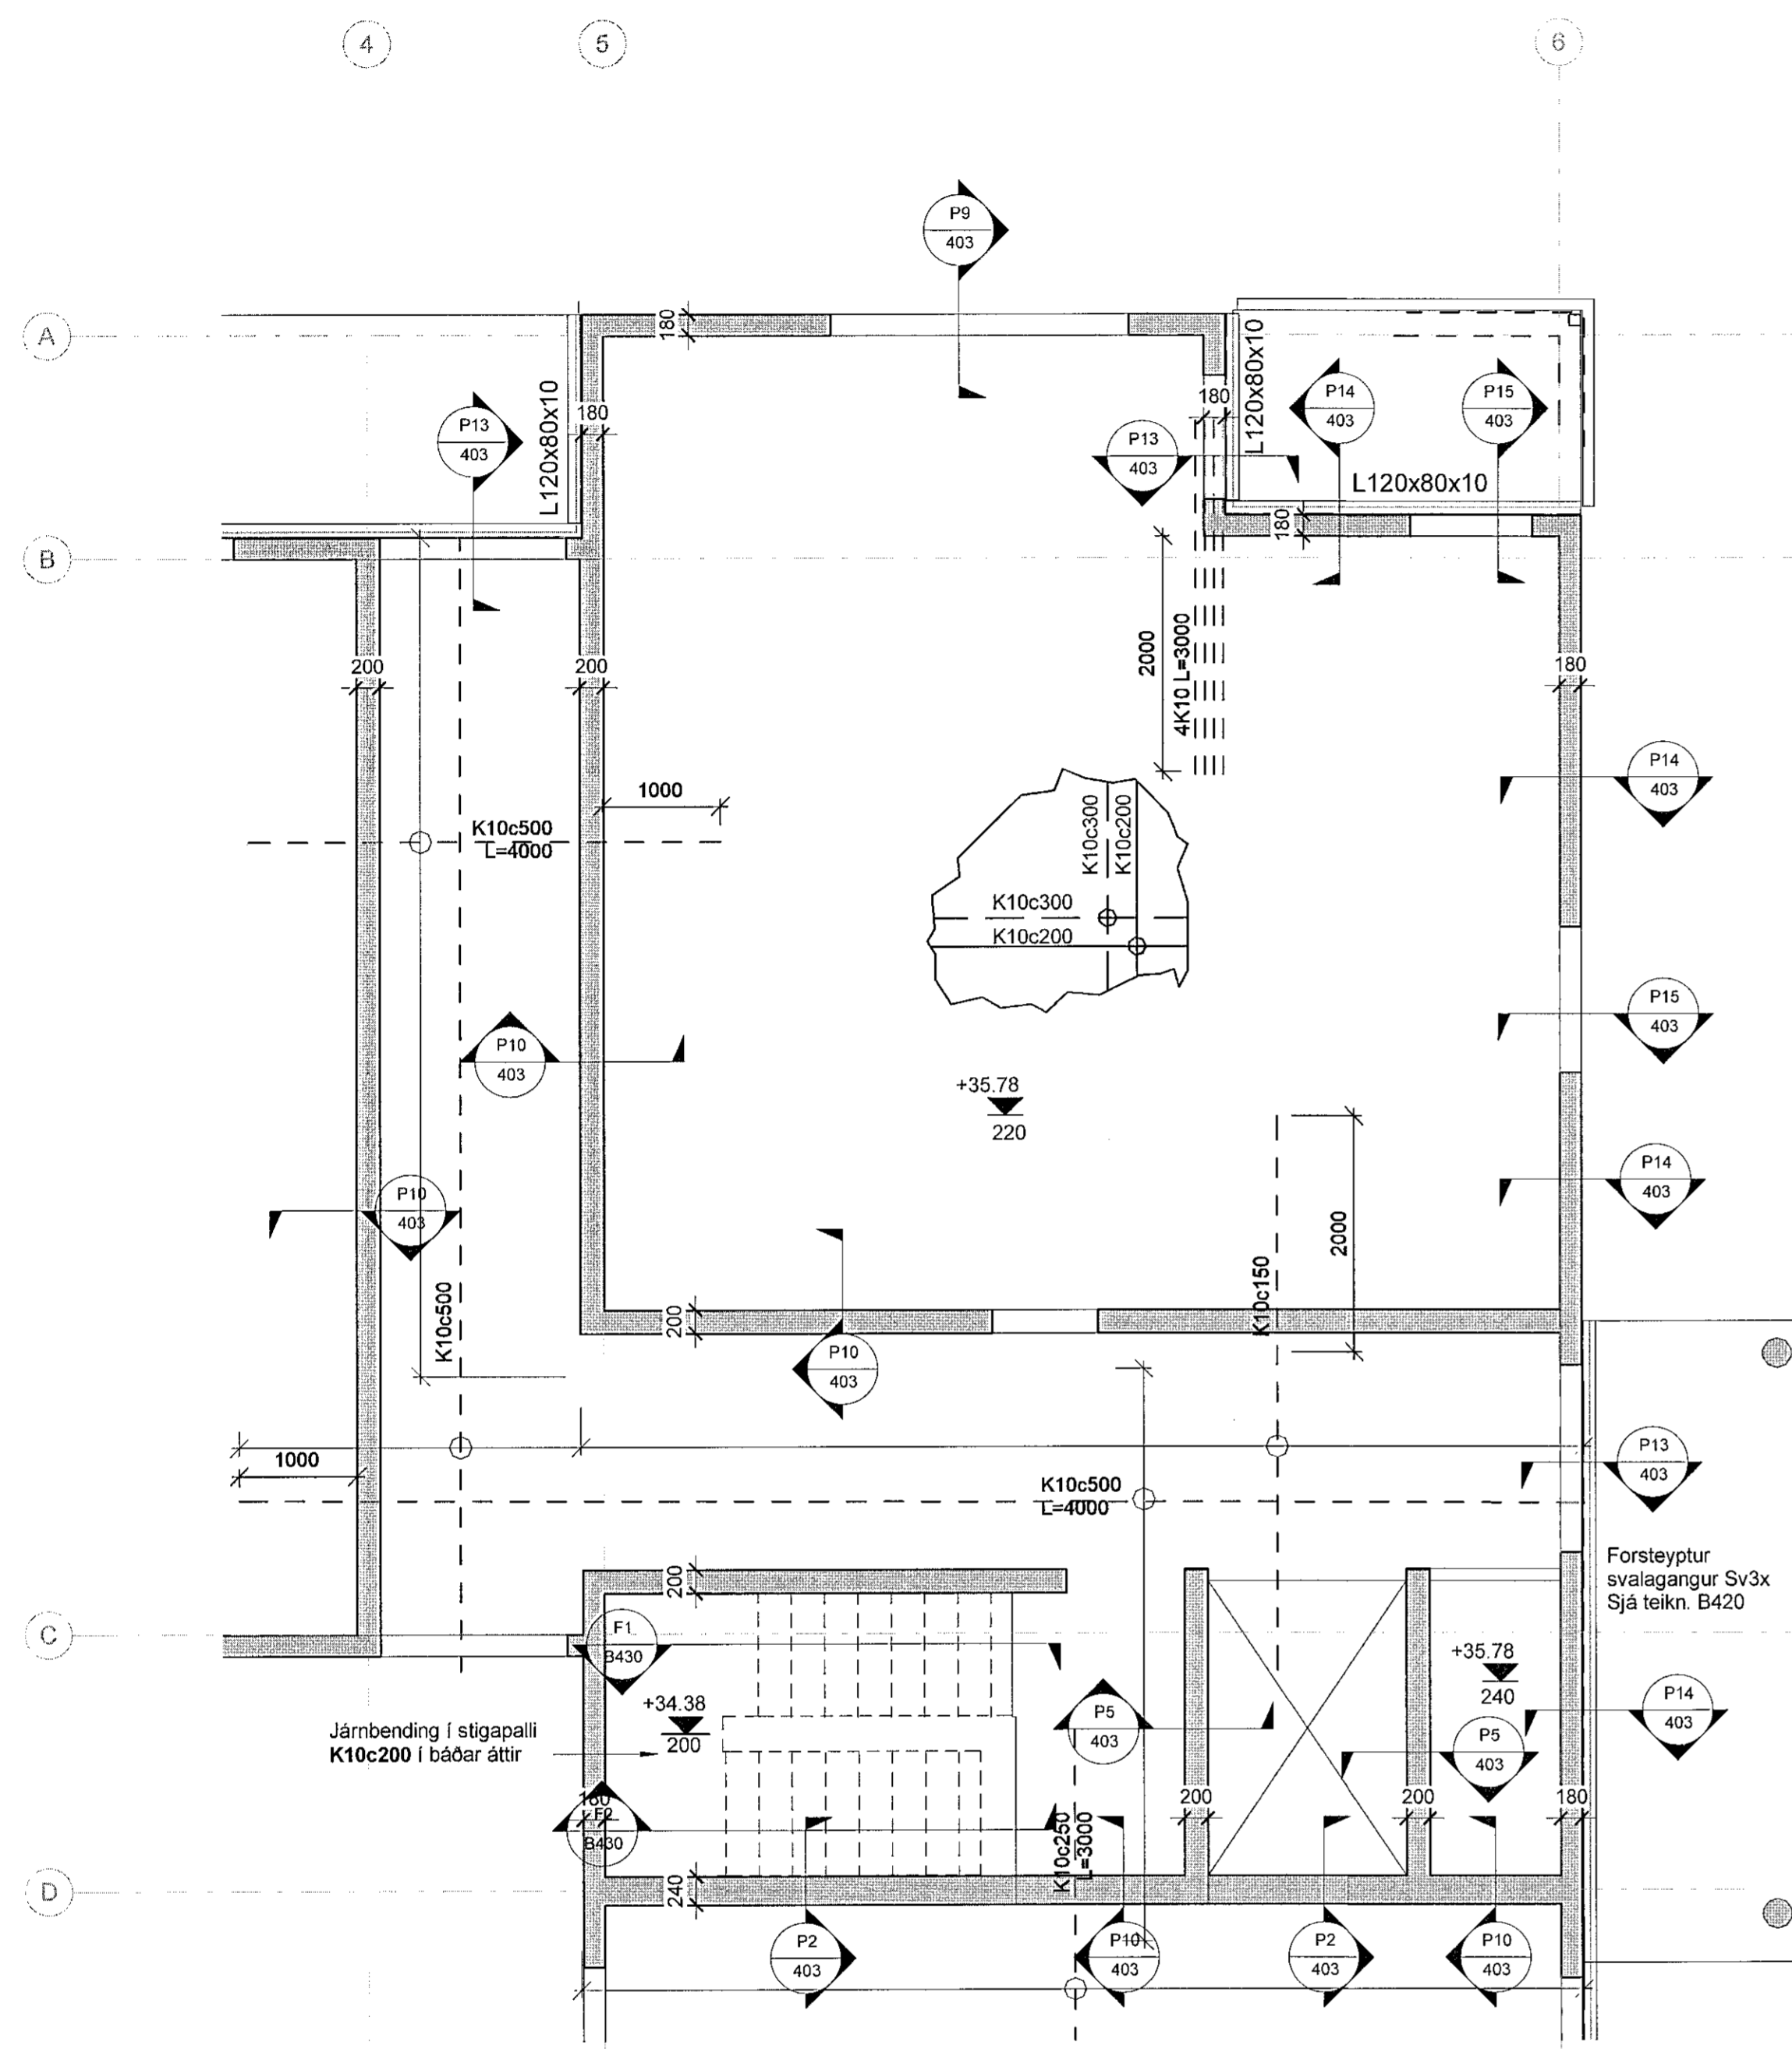 4
5
6
P9
403
A
180
L120x80x10
180
P13
403
L120x80x10
P14
403
P15
403
180
P13
403
L120x80x10
180
B
2000
4K10 L=3000
200
200
180
P14
403
1000
K10c500
L=4000
K10c300
K10c200
K10c300
K10c200
P15
403
P10
403
+35.78
220
P14
403
P10
403
2000
K10c150
K10c500
200
P10
403
1000
K10c500
L=4000
P13
403
Forsteyptur
svalagangur Sv3x
Sjá teikn. B420
200
C
F1
B430
+35.78
240
+34.38
200
P5
403
P14
403
Járnbending í stigapalli
K10c200 í báðar áttir
P5
403
180
F2
B430
200
200
180
K10c250
L=3000
D
240
P2
403
P10
403
P2
403
P10
403